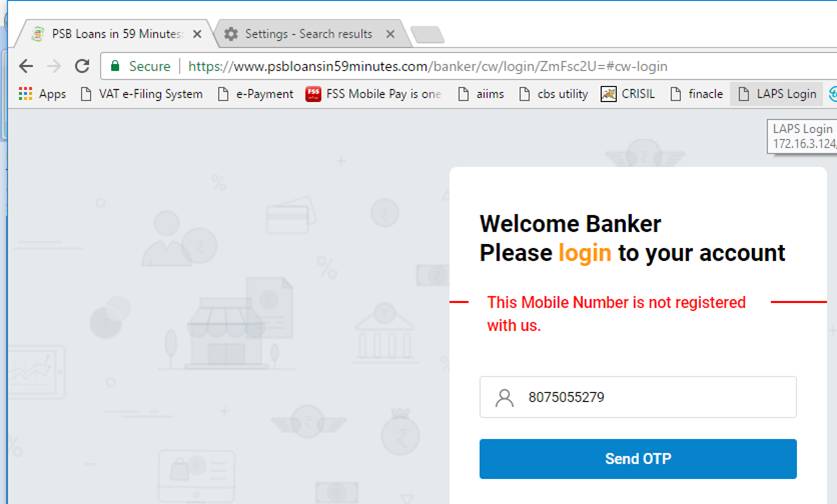 PSB Loans in 59 Minutes:
Settings - Search results
Secure
https://www.psbloansin59minutes.com/banker/cw/login/ZmFsc2U=#cw-login
Apps VAT e-Filing System e-Payment FSS FSS Mobile Pay is one aiims cbs utility CRISIL finacle LAPS Login
LAPS Login
172.16.3.124
Welcome Banker
Please login to your account
This Mobile Number is not registered
with us.
8075055279
Send OTP